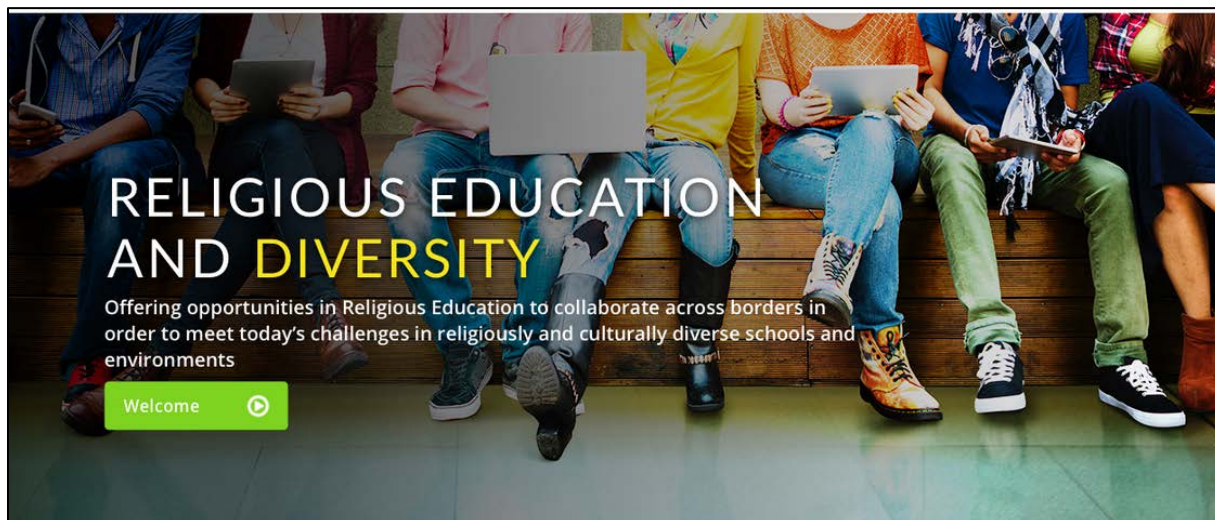 RELIGIOUS EDUCATION
AND DIVERSITY
Offering opportunities in Religious Education to collaborate across borders in
order to meet today's challenges in religiously and culturally diverse schools and
environments
Welcome